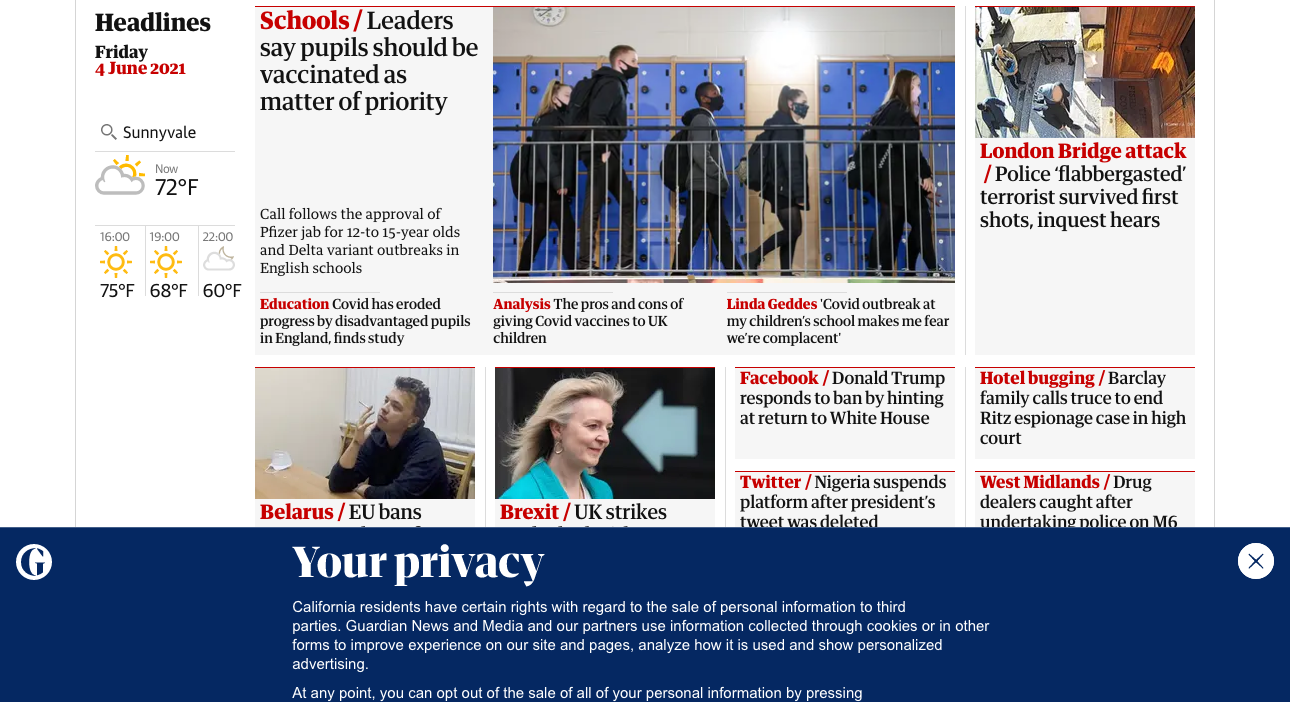 Headlines
Friday
4 June 2021
Sunnyvale
Now
72°F
16:00
19:00
22:00
75°F
68°F
60°F
Schools / Leaders
say pupils should be
vaccinated as
matter of priority
Call follows the approval of
Pfizer jab for 12-to 15-year olds
and Delta variant outbreaks in
English schools
Education Covid has eroded
progress by disadvantaged pupils
in England, finds study
Analysis The pros and cons of
giving Covid vaccines to UK
children
Linda Geddes 'Covid outbreak at
my children's school makes me fear
we're complacent'
London Bridge attack
/ Police ‘flabbergasted’
terrorist survived first
shots, inquest hears
Belarus / EU bans
Brexit / UK strikes
Facebook / Donald Trump
responds to ban by hinting
at return to White House
Twitter / Nigeria suspends
platform after president’s
tweet was deleted
Hotel bugging / Barclay
family calls truce to end
Ritz espionage case in high
court
West Midlands / Drug
dealers caught after
undertaking police on M6
G
Your privacy
California residents have certain rights with regard to the sale of personal information to third
parties. Guardian News and Media and our partners use information collected through cookies or in other
forms to improve experience on our site and pages, analyze how it is used and show personalized
advertising.
At any point, you can opt out of the sale of all of your personal information by pressing